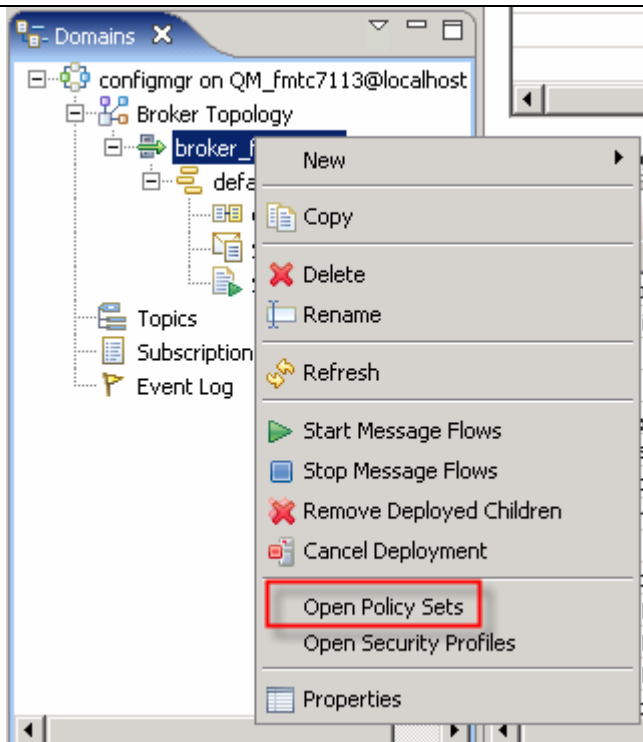 Domains
configmgr on QM_fmtc7113@localhost
Broker Topology
New
Copy
Delete
Topics
Rename
Subscription
Refresh
Event Log
Start Message Flows
Stop Message Flows
Remove Deployed Children
Cancel Deployment
Open Policy Sets
Open Security Profiles
Properties